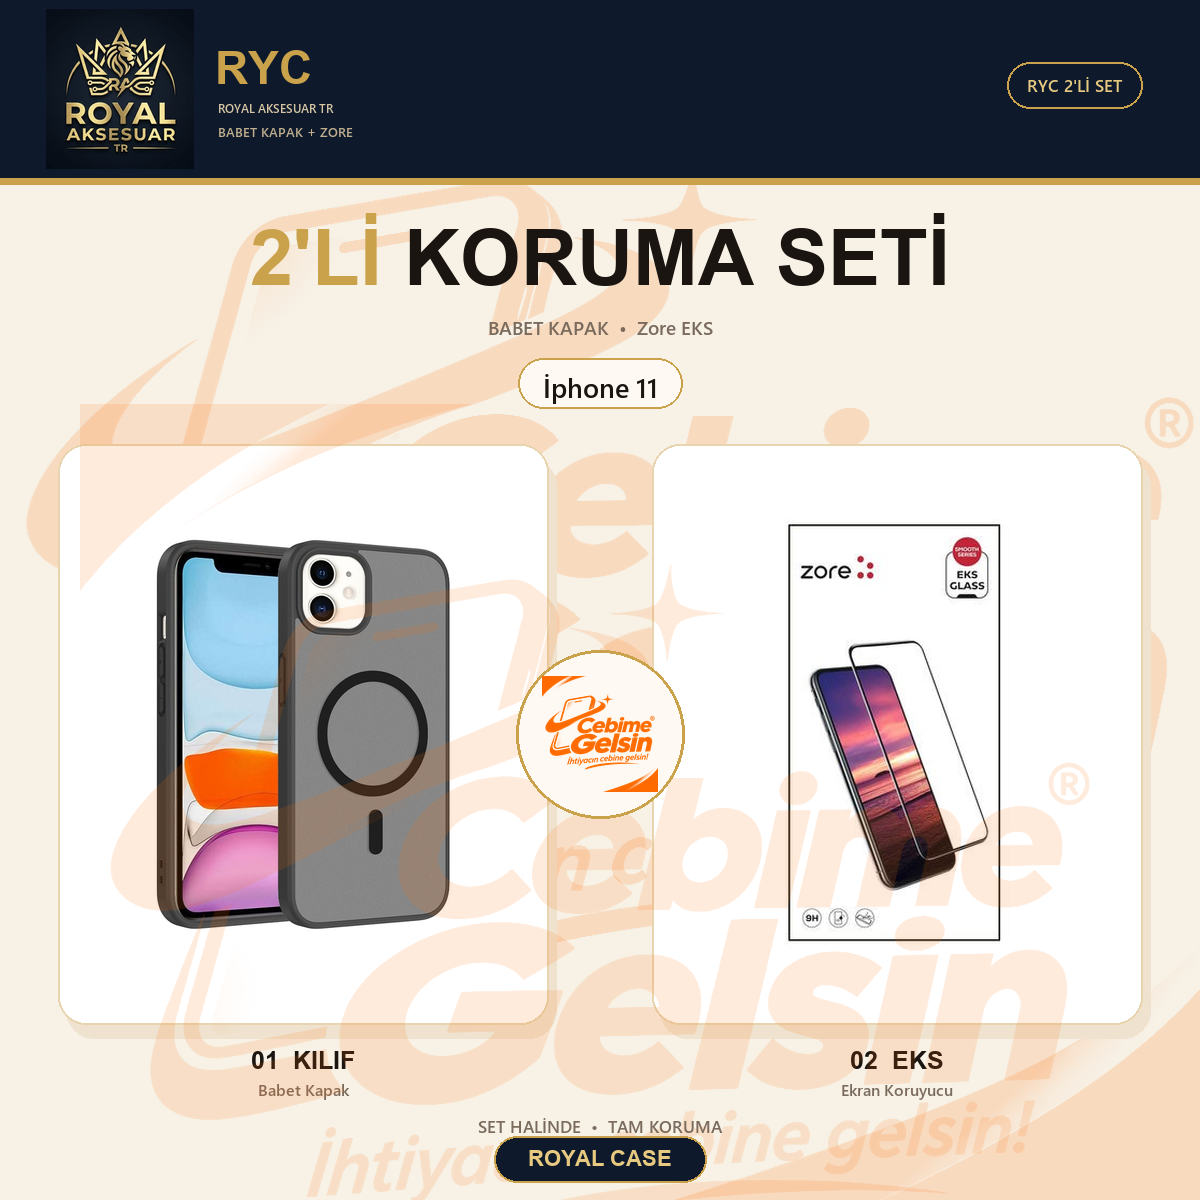 ROYAL
AKSESUAR
TR
RYC
ROYAL AKSESUAR TR
BABET KAPAK + ZORE
RYC 2'Lİ SET
2'Lİ KORUMA SETİ
BABET KAPAK • Zore EKS
İphone 11
zore
SMOOTH SERIES
EKS
GLASS
9H
Cebime®
Gelsin
İhtiyacın cebine gelsin!
Cebime®
Gelsin
01 KILIF
Babet Kapak
02 EKS
Ekran Koruyucu
SET HALİNDE • TAM KORUMA
ROYAL CASE